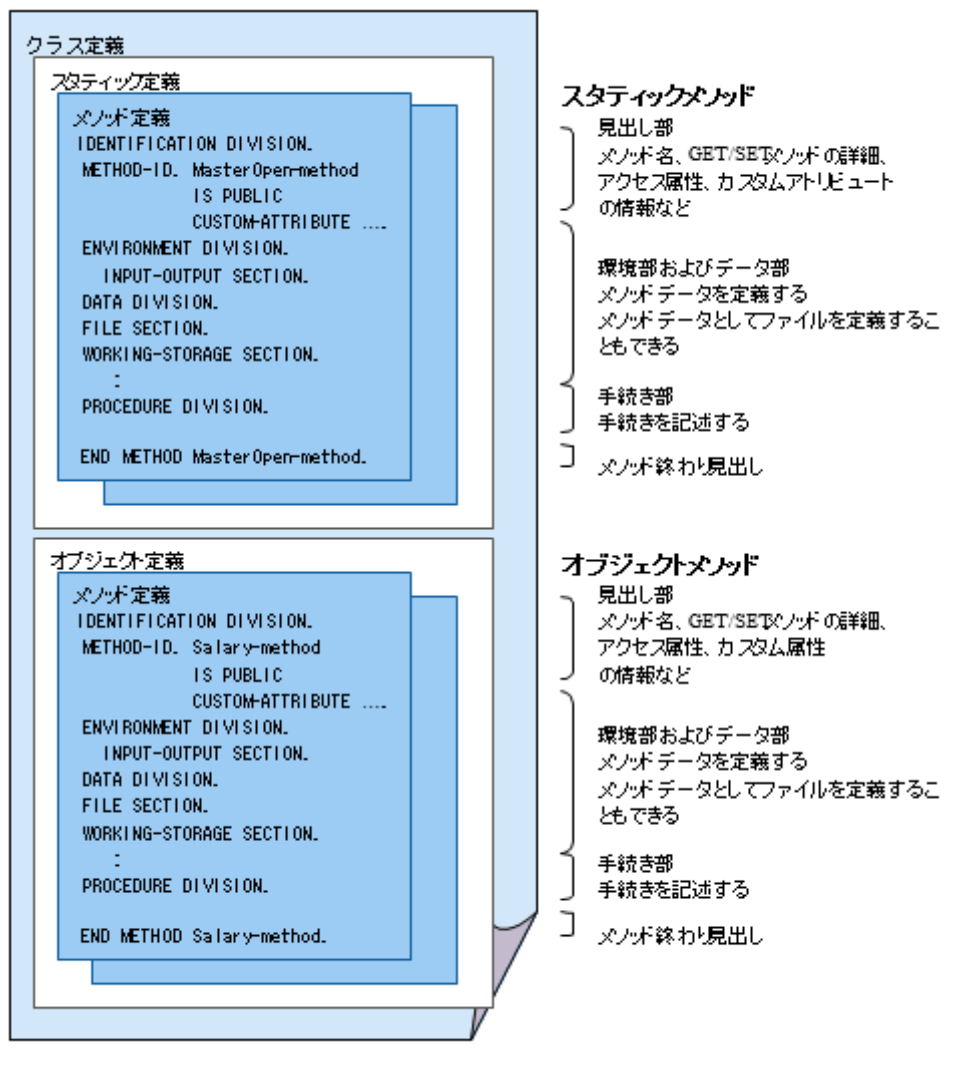 クラス定義
スタティック定義
メソッド定義
IDENTIFICATION DIVISION.
METHOD-ID. MasterOpen-method
IS PUBLIC
CUSTOM-ATTRIBUTE ....
ENVIRONMENT DIVISION.
INPUT-OUTPUT SECTION.
DATA DIVISION.
FILE SECTION.
WORKING-STORAGE SECTION.
:
PROCEDURE DIVISION.
END METHOD MasterOpen-method.
スタティックメソッド
見出し部
メソッド名、GET/SETメソッドの詳細、
アクセス属性、カスタムアトリビュート
の情報など
環境部およびデータ部
メソッドデータを定義する
メソッドデータとしてファイルを定義するこ
ともできる
手続き部
手続きを記述する
メソッド終わり見出し
オブジェクト定義
メソッド定義
IDENTIFICATION DIVISION.
METHOD-ID. Salary-method
IS PUBLIC
CUSTOM-ATTRIBUTE ....
ENVIRONMENT DIVISION.
INPUT-OUTPUT SECTION.
DATA DIVISION.
FILE SECTION.
WORKING-STORAGE SECTION.
:
PROCEDURE DIVISION.
END METHOD Salary-method.
オブジェクトメソッド
見出し部
メソッド名、GET/SETメソッドの詳細、
アクセス属性、カスタム属性
の情報など
環境部およびデータ部
メソッドデータを定義する
メソッドデータとしてファイルを定義するこ
ともできる
手続き部
手続きを記述する
メソッド終わり見出し